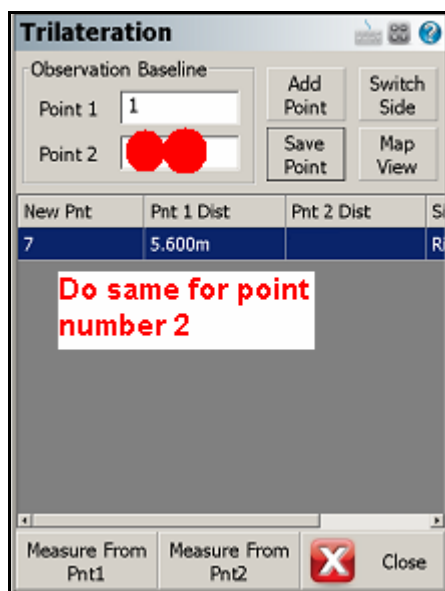 Trilateration
Observation Baseline
Point 1 1
Point 2
Add Point
Switch Side
Save Point
Map View
New Pnt Pnt 1 Dist Pnt 2 Dist
7 5.600m
Do same for point
number 2
Measure From Pnt1
Measure From Pnt2
Close